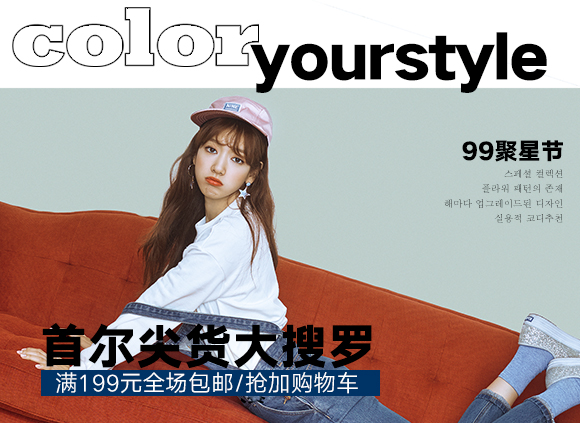 color
yourstyle
99聚星节
스페셜 컬렉션
플라워 패턴의 존재
해마다 업그레이드된 디자인
실용적 코디추천
首尔尖货大搜罗
满199元全场包邮/抢加购物车